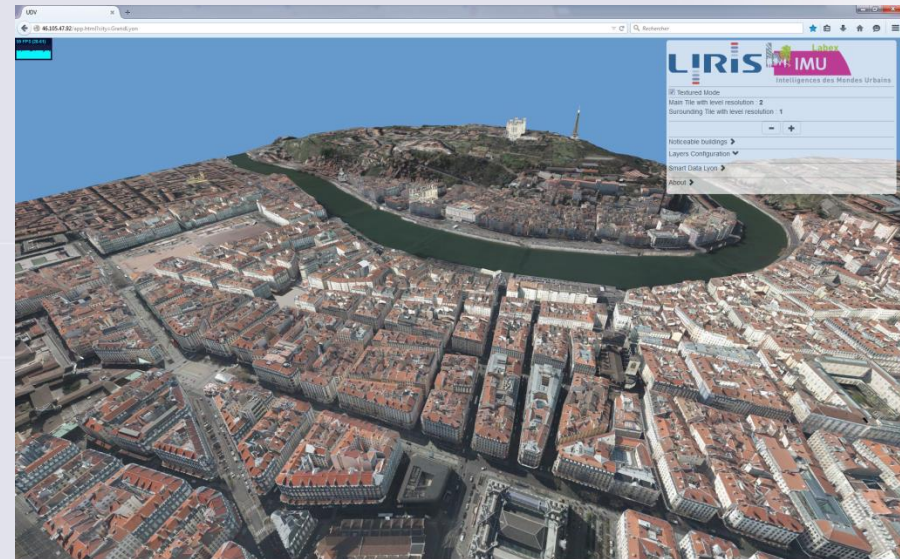 UDV
46.105.47.92/app.html?city=GrandLyon
Rechercher
LIRIS
Labex
IMU
Intelligences des Mondes Urbains
Textured Mode
Main Tile with level resolution : 2
Surounding Tile with level resolution : 1
- +
Noticeable buildings >
Layers Configuration
Smart Data Lyon >
About >